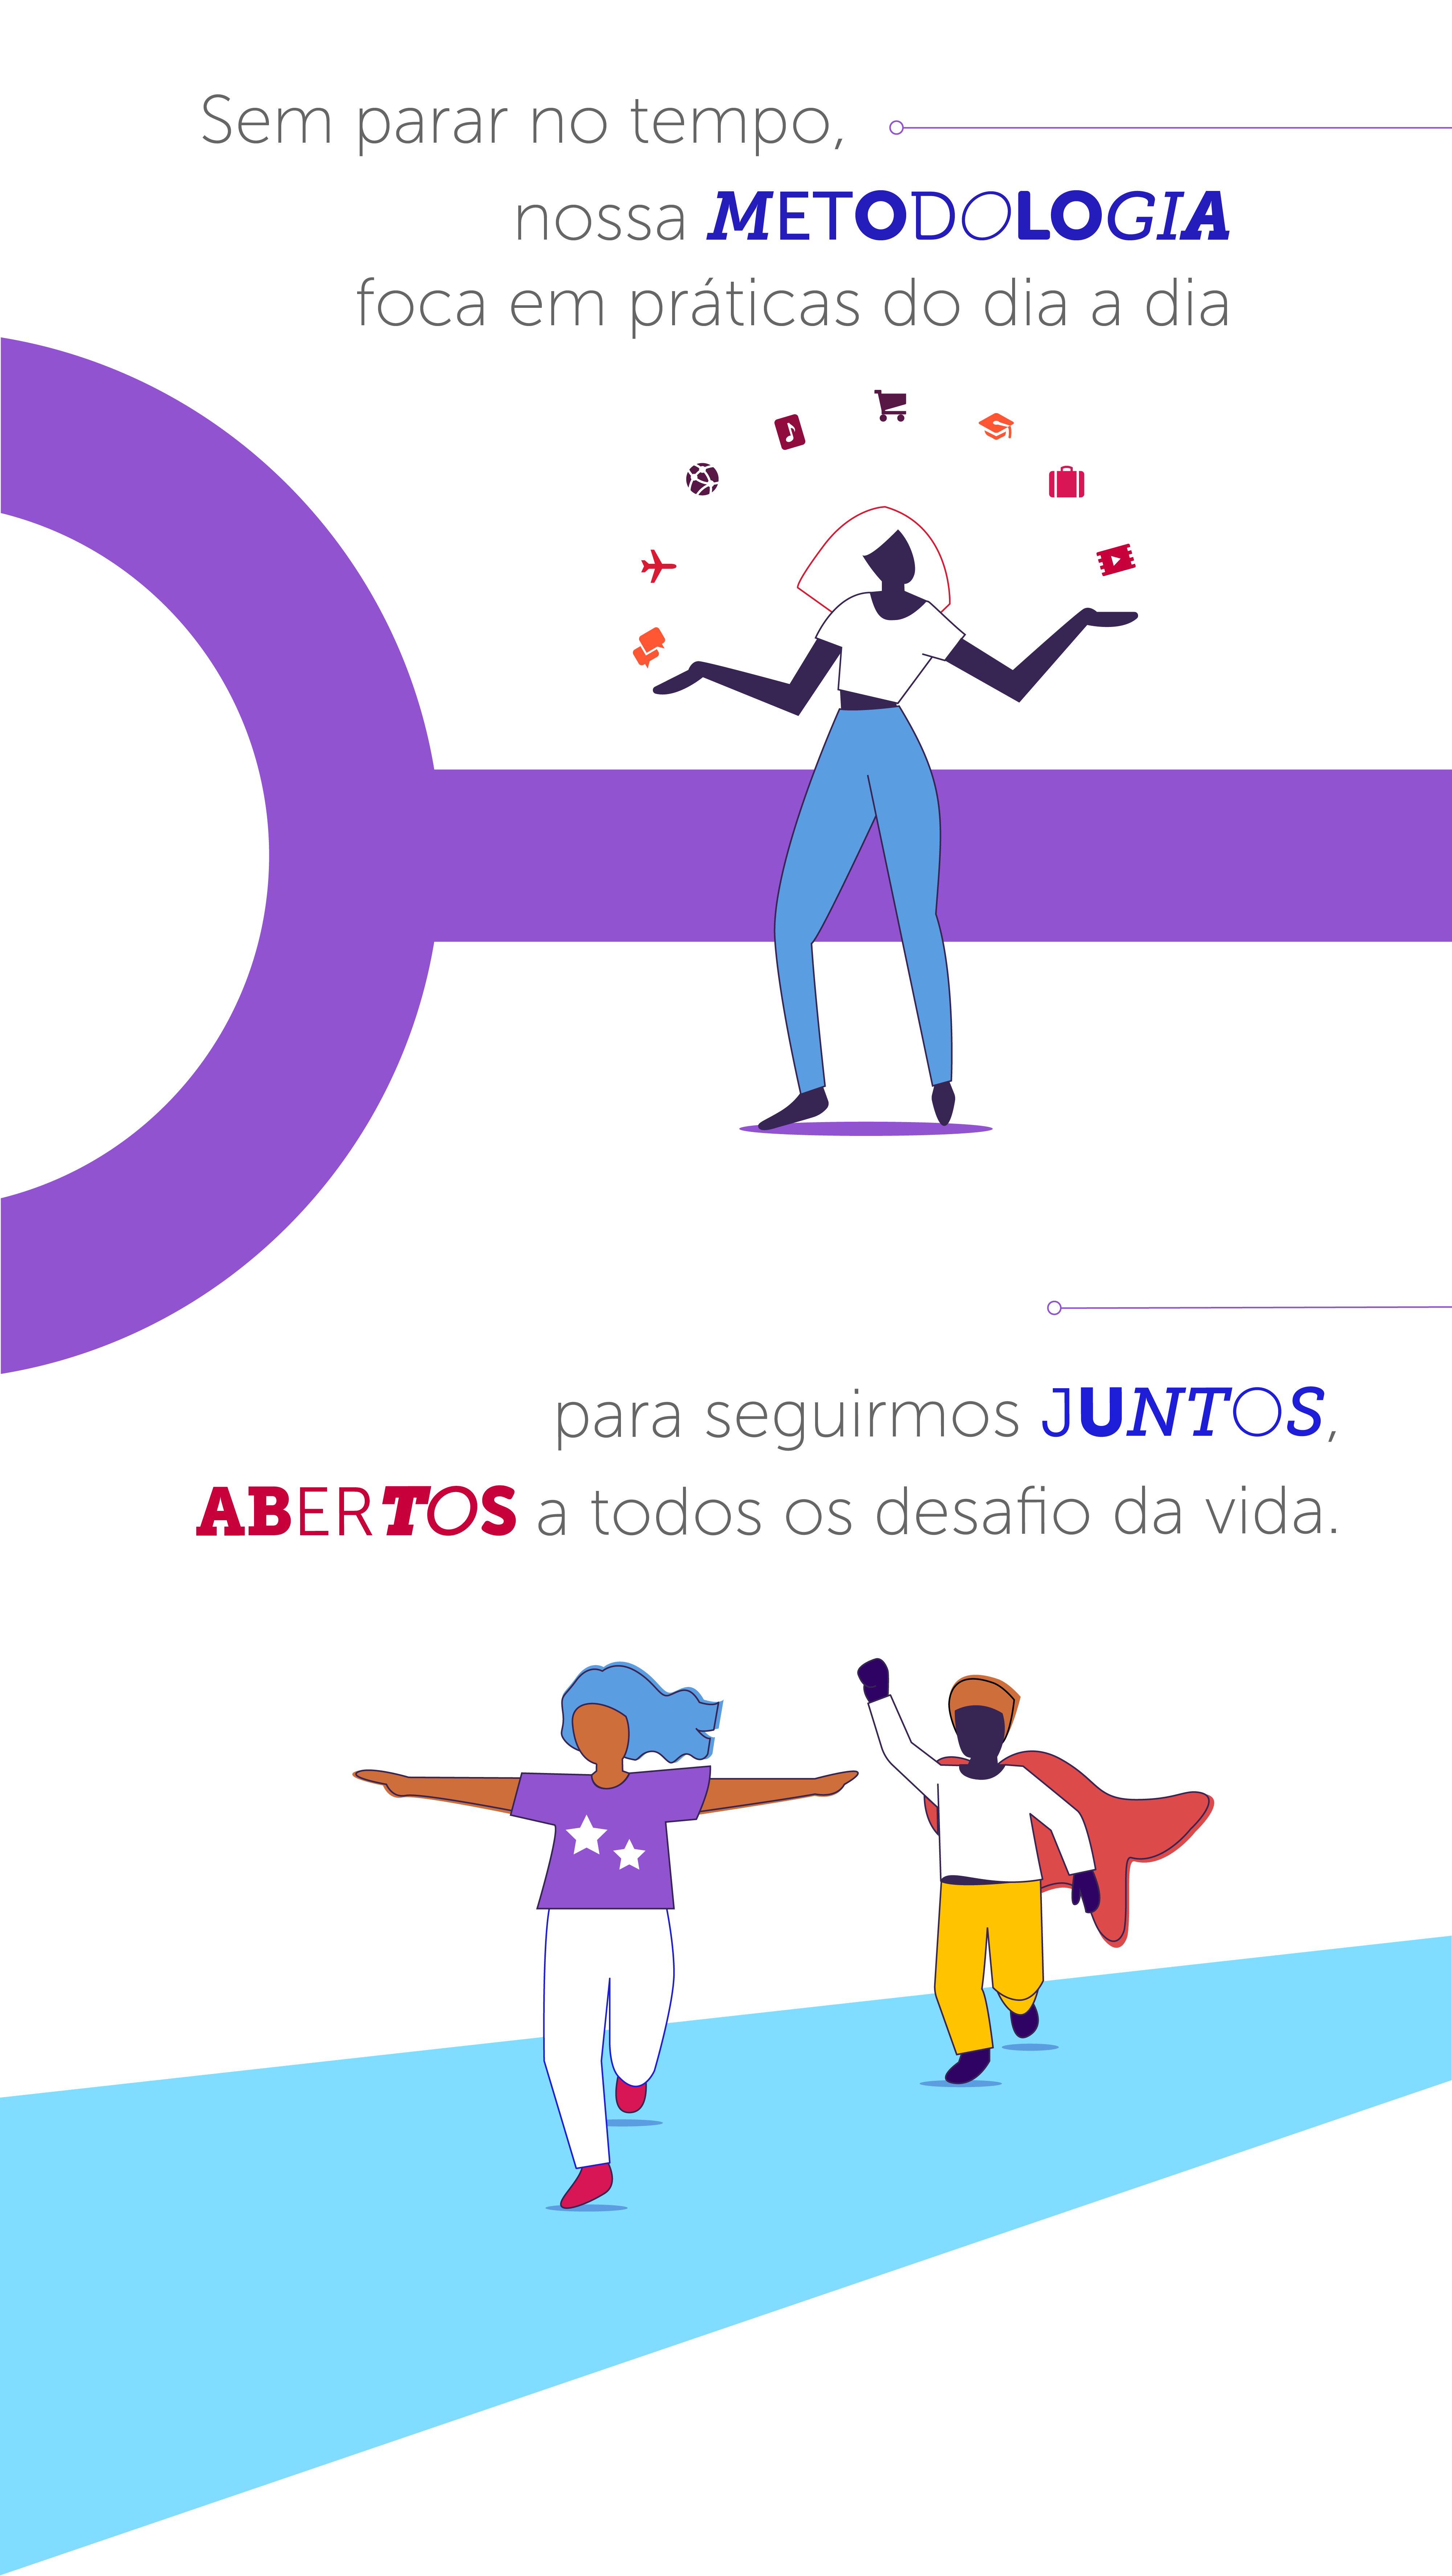 Sem parar no tempo,
nossa METODOLOGIA
foca em práticas do dia a dia
para seguirmos JUNTOS,
ABERTOS a todos os desafio da vida.